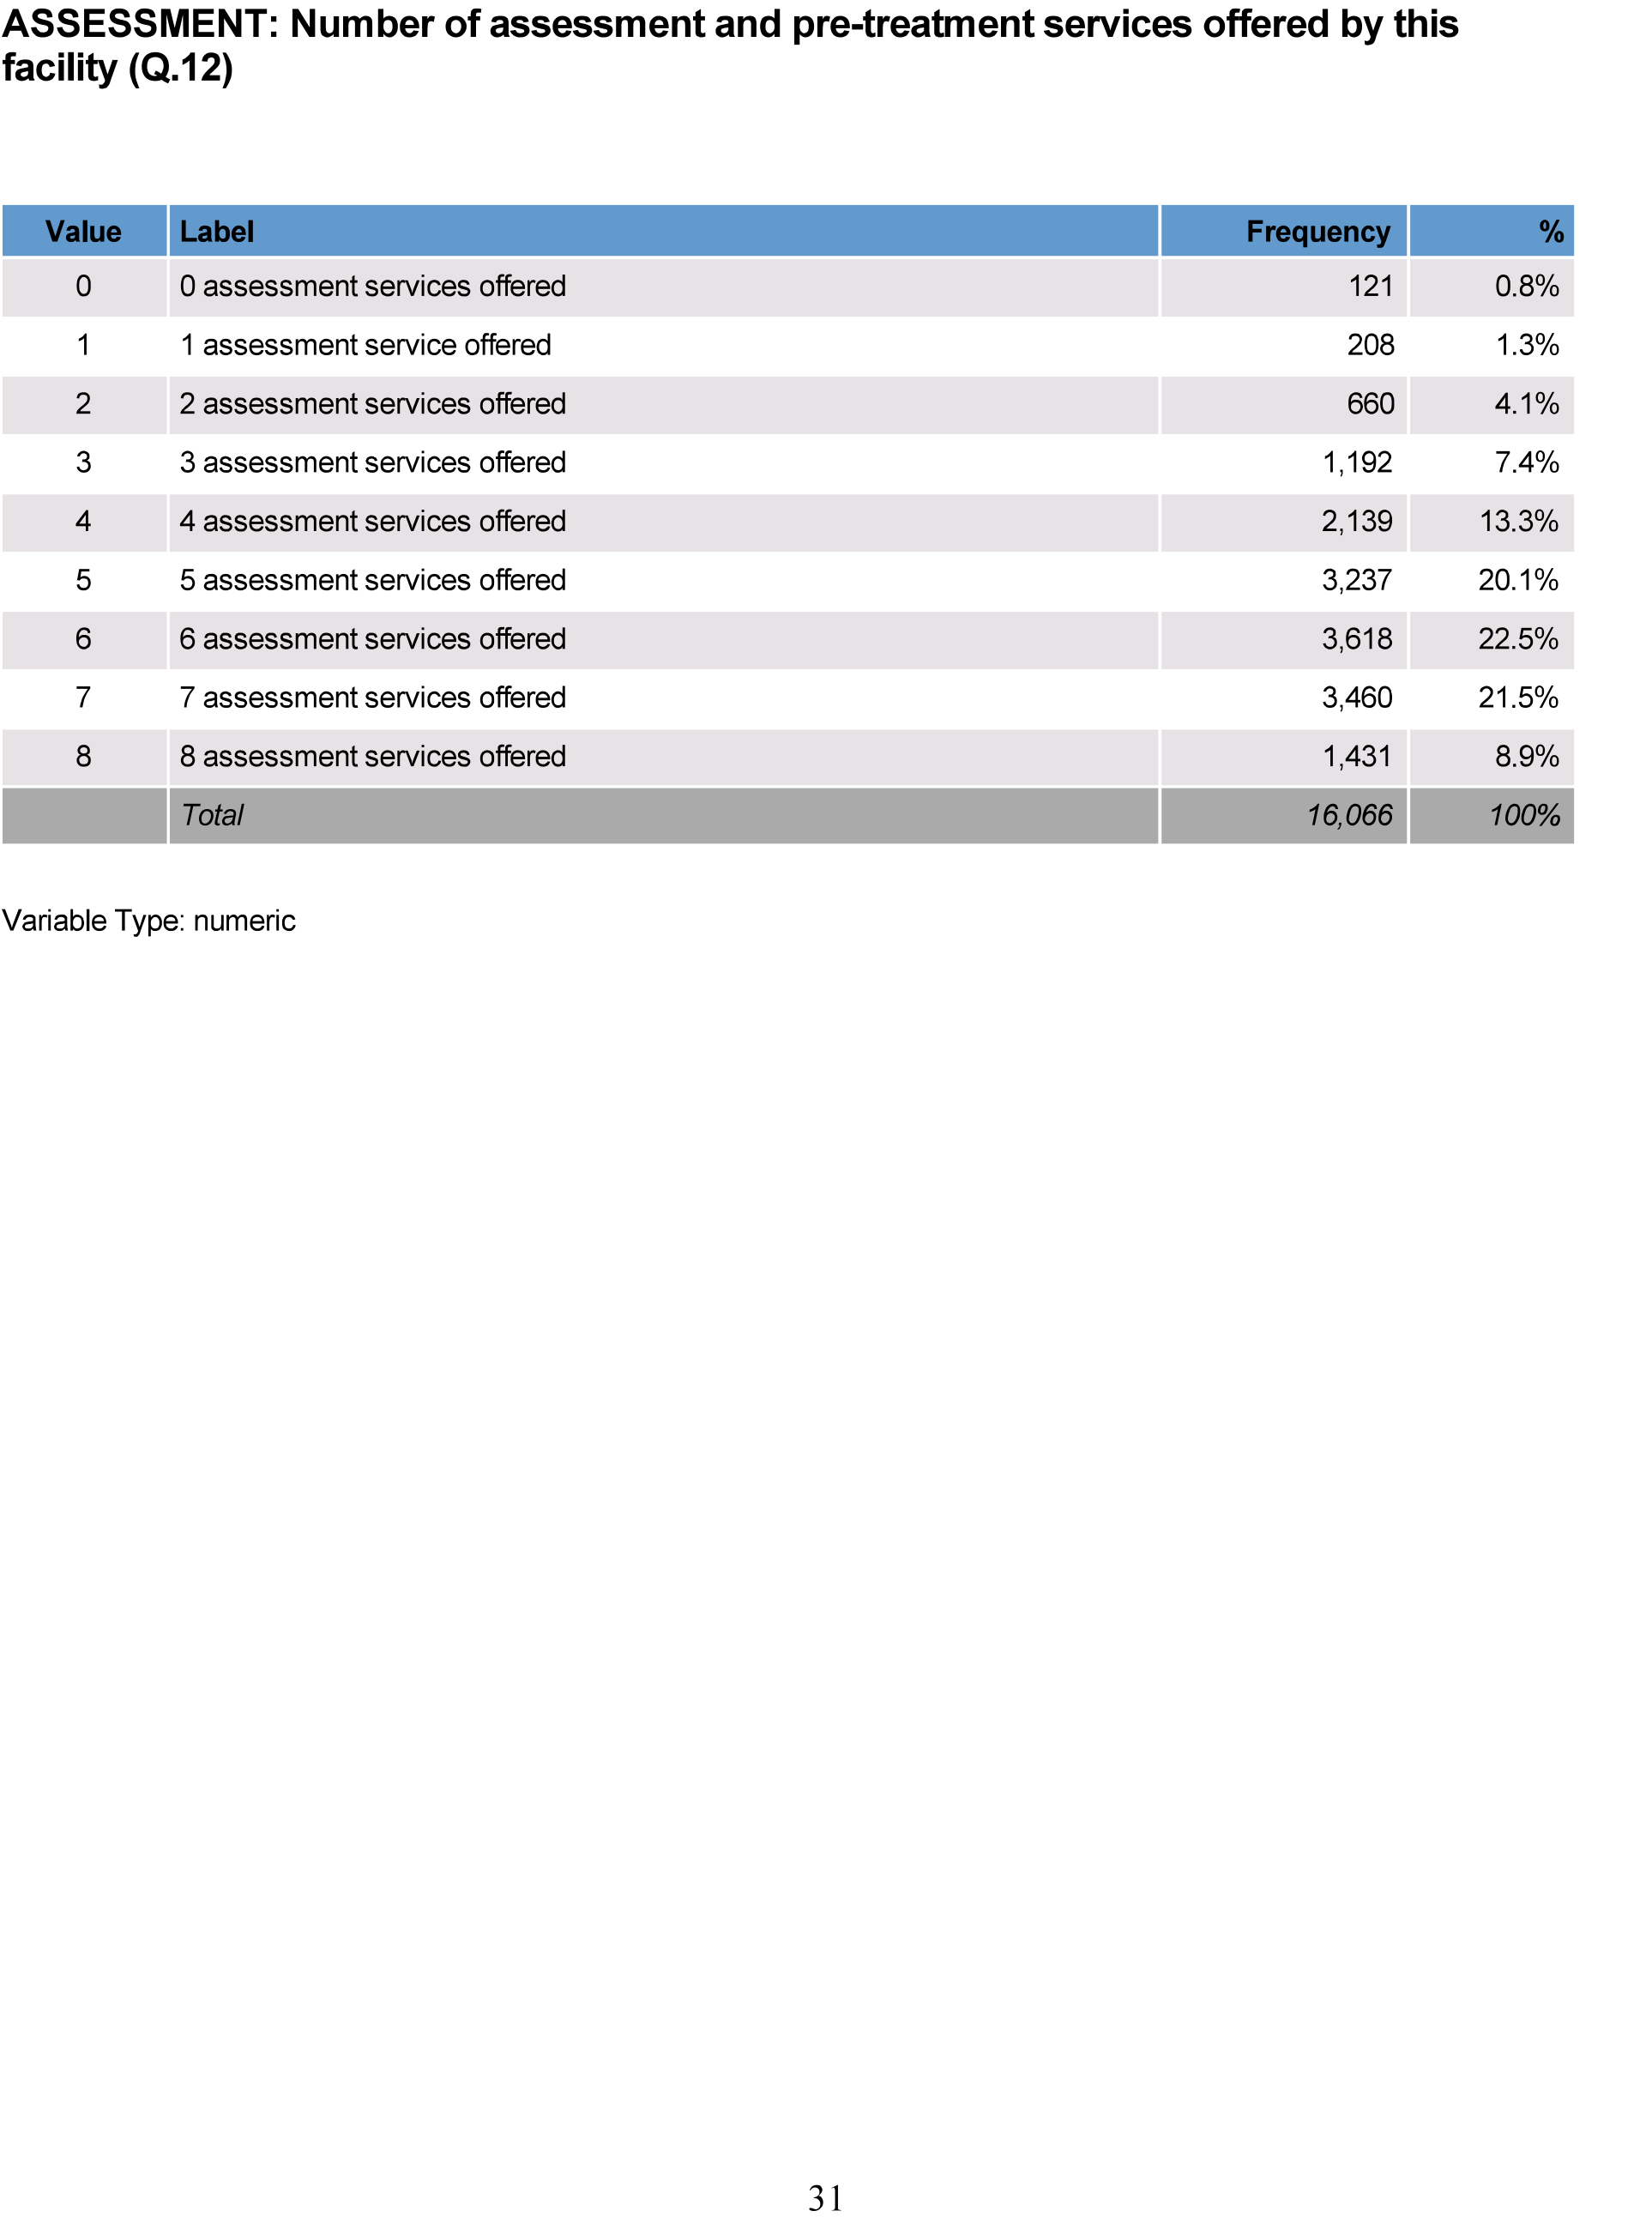 ASSESSMENT: Number of assessment and pre-treatment services offered by this
facility (Q.12)
Value Label Frequency %
0 0 assessment services offered 121 0.8%
1 1 assessment service offered 208 1.3%
2 2 assessment services offered 660 4.1%
3 3 assessment services offered 1,192 7.4%
4 4 assessment services offered 2,139 13.3%
5 5 assessment services offered 3,237 20.1%
6 6 assessment services offered 3,618 22.5%
7 7 assessment services offered 3,460 21.5%
8 8 assessment services offered 1,431 8.9%
Total 16,066 100%
Variable Type: numeric
31